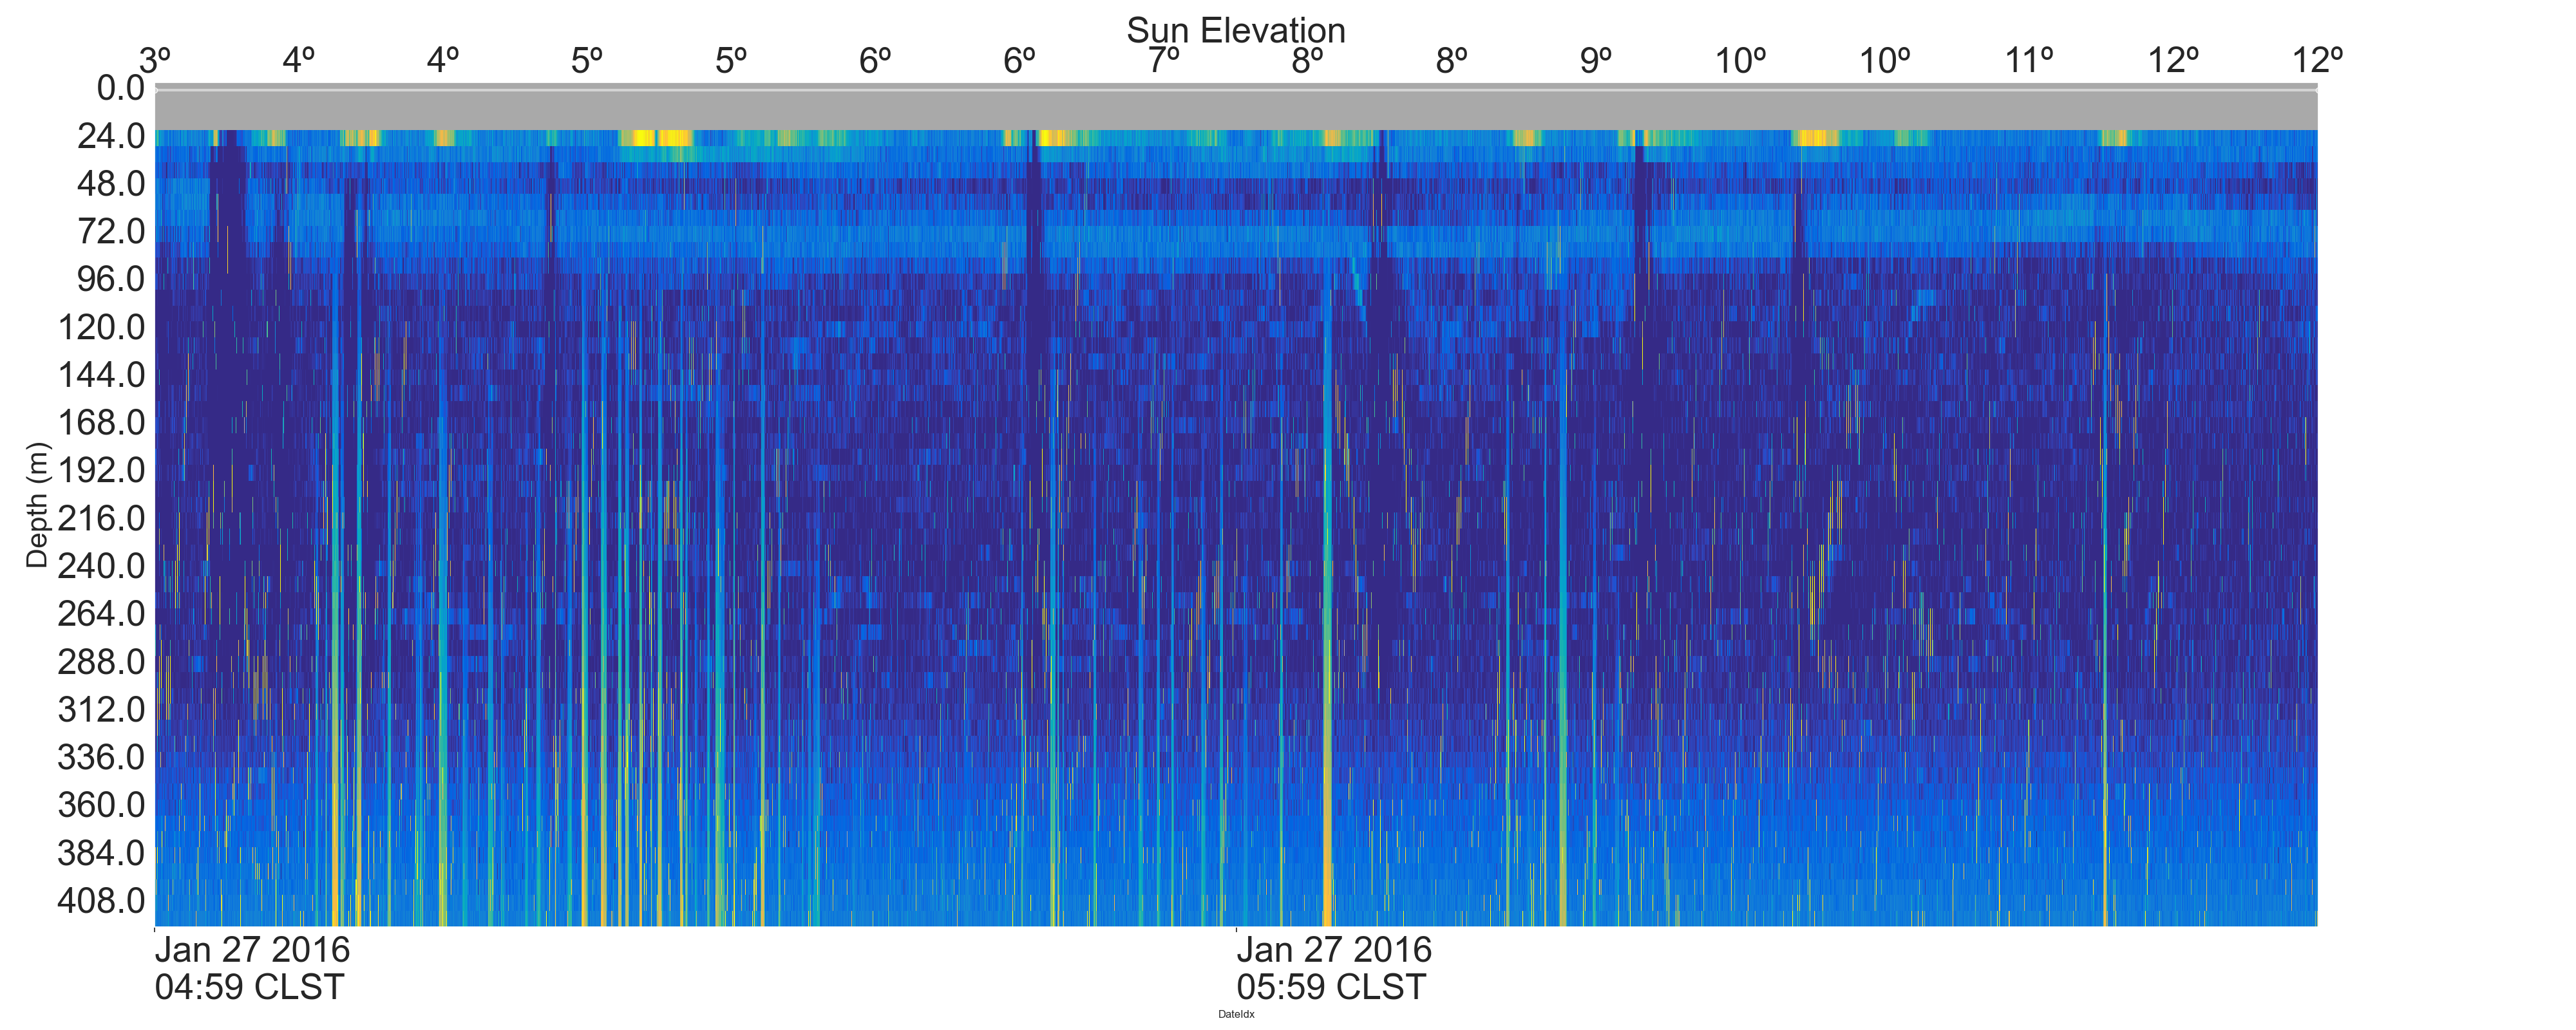 Sun Elevation
3º 4º 4º 5º 5º 6º 6º 7º 8º 8º 9º 10º 10º 11º 12º 12º
0.0
24.0
48.0
72.0
96.0
120.0
144.0
168.0
192.0
216.0
240.0
264.0
288.0
312.0
336.0
360.0
384.0
408.0
Depth (m)
Jan 27 2016
04:59 CLST
Jan 27 2016
05:59 CLST
DateIdx